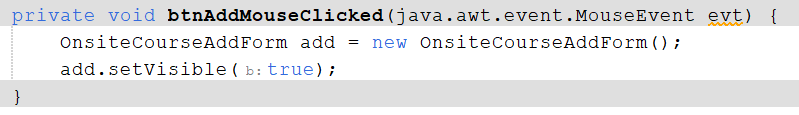 private void btnAddMouseClicked(java.awt.event.MouseEvent evt) {
    OnsiteCourseAddForm add = new OnsiteCourseAddForm();
    add.setVisible( b: true);
}